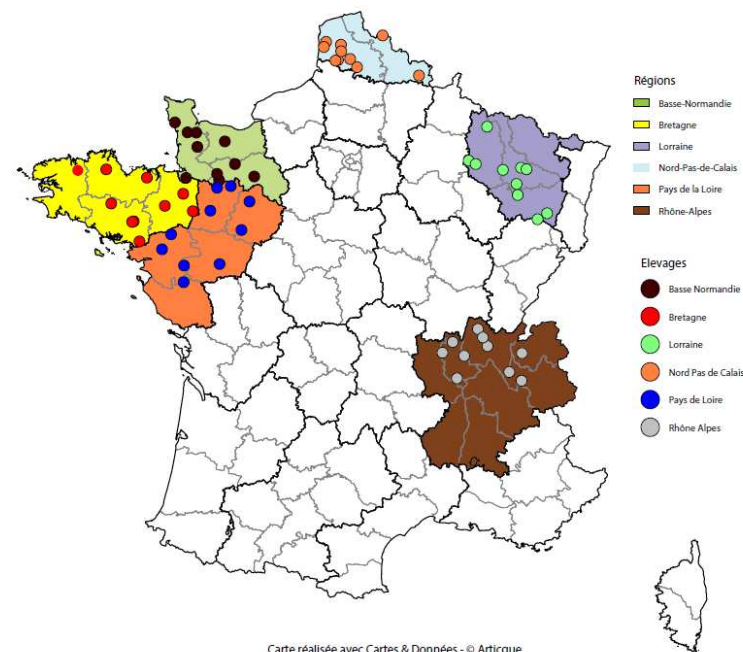 Régions
Basse-Normandie
Bretagne
Lorraine
Nord-Pas-de-Calais
Pays de la Loire
Rhône-Alpes
Elevages
Basse Normandie
Bretagne
Lorraine
Nord Pas de Calais
Pays de Loire
Rhône Alpes
Carte réalisée avec Cartes & Données - © Articque